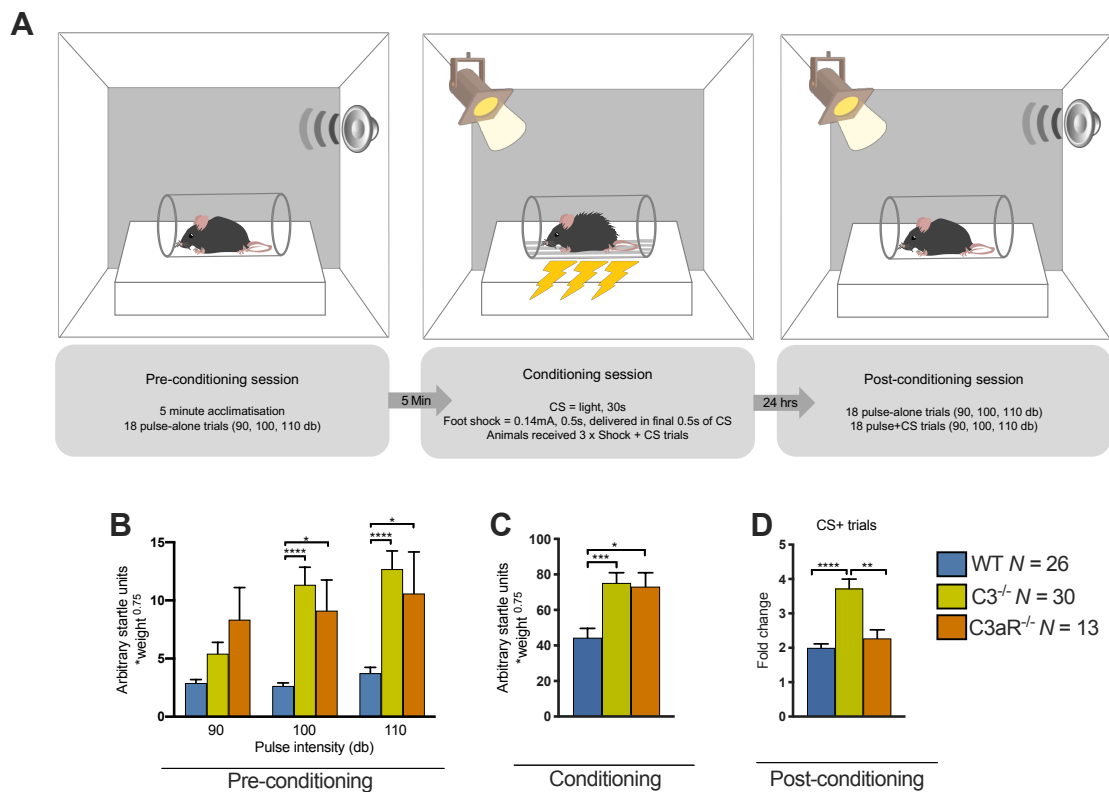 A
Pre-conditioning session
5 minute acclimatisation
18 pulse-alone trials (90, 100, 110 db)
5 Min
Conditioning session
CS = light, 30s
Foot shock = 0.14mA, 0.5s, delivered in final 0.5s of CS
Animals received 3 x Shock + CS trials
24 hrs
Post-conditioning session
18 pulse-alone trials (90, 100, 110 db)
18 pulse+CS trials (90, 100, 110 db)
B
Arbitrary startle units
*weight 0.75
15
10
5
0
****
*
****
*
90
100
110
Pulse intensity (db)
Pre-conditioning
C
Arbitrary startle units
*weight 0.75
100
80
60
40
20
0
***
*
Conditioning
D
CS+ trials
Fold change
5
4
3
2
1
0
****
**
Post-conditioning
WT N = 26
C3-/- N = 30
C3aR-/- N = 13